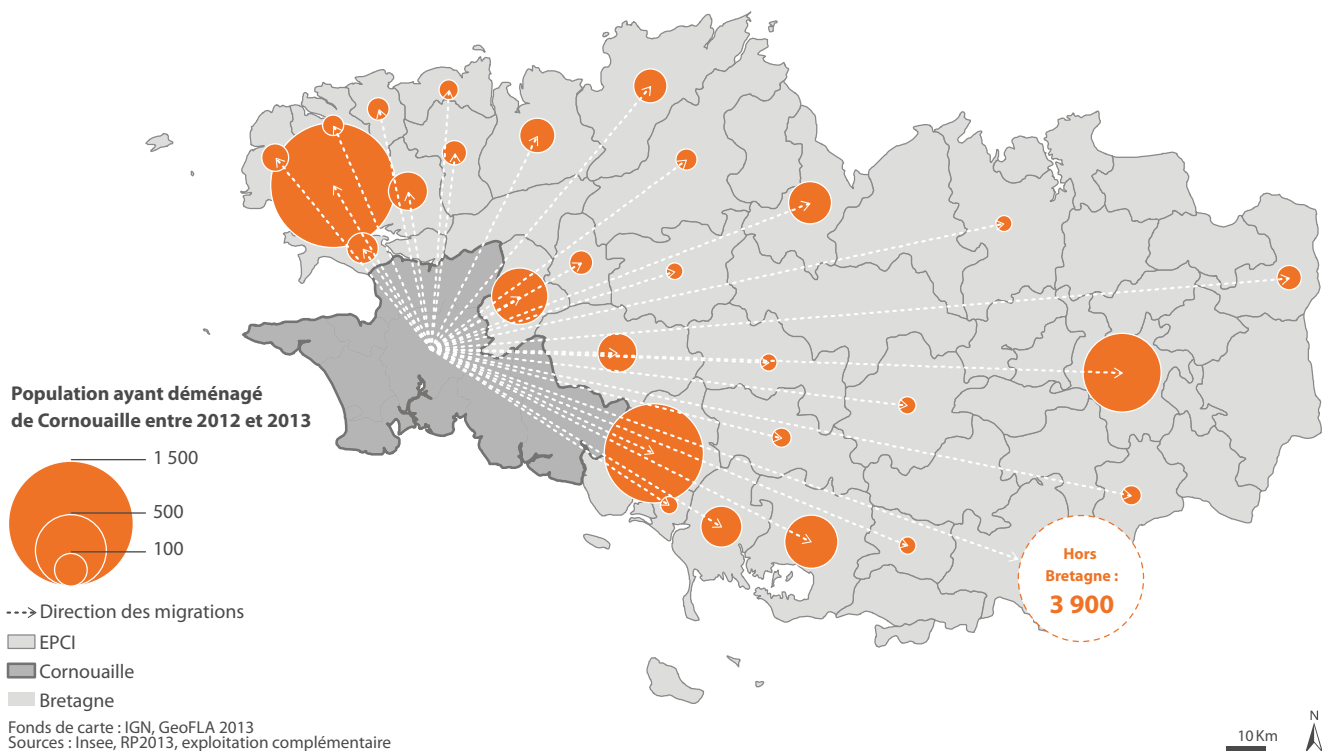 Population ayant déménagé
de Cornouaille entre 2012 et 2013
1 500
500
100
Direction des migrations
EPCI
Cornouaille
Bretagne
Fonds de carte : IGN, GeoFLA 2013
Sources : Insee, RP2013, exploitation complémentaire
Hors
Bretagne :
3 900
10 Km
N